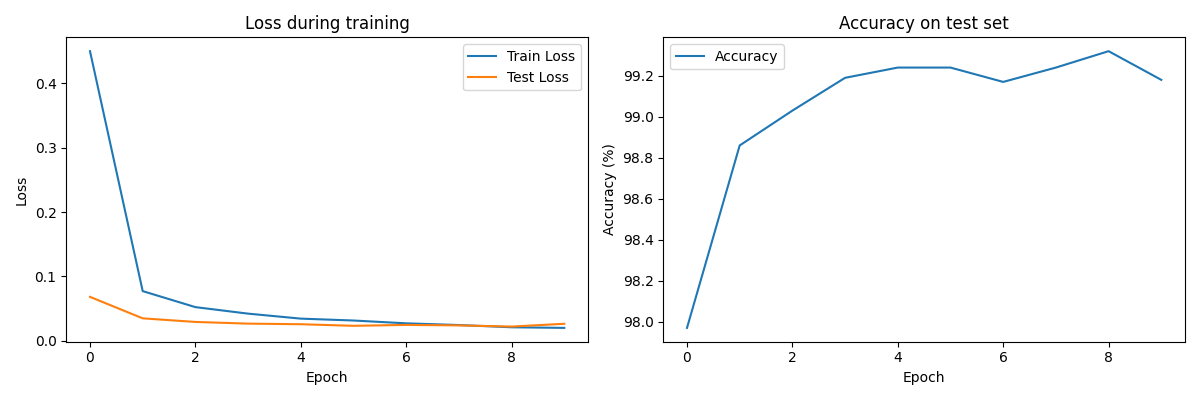 Loss during training
Train Loss
Test Loss
Loss
0.4
0.3
0.2
0.1
0.0
0 2 4 6 8
Epoch
Accuracy on test set
Accuracy
Accuracy (%)
99.2
99.0
98.8
98.6
98.4
98.2
98.0
0 2 4 6 8
Epoch